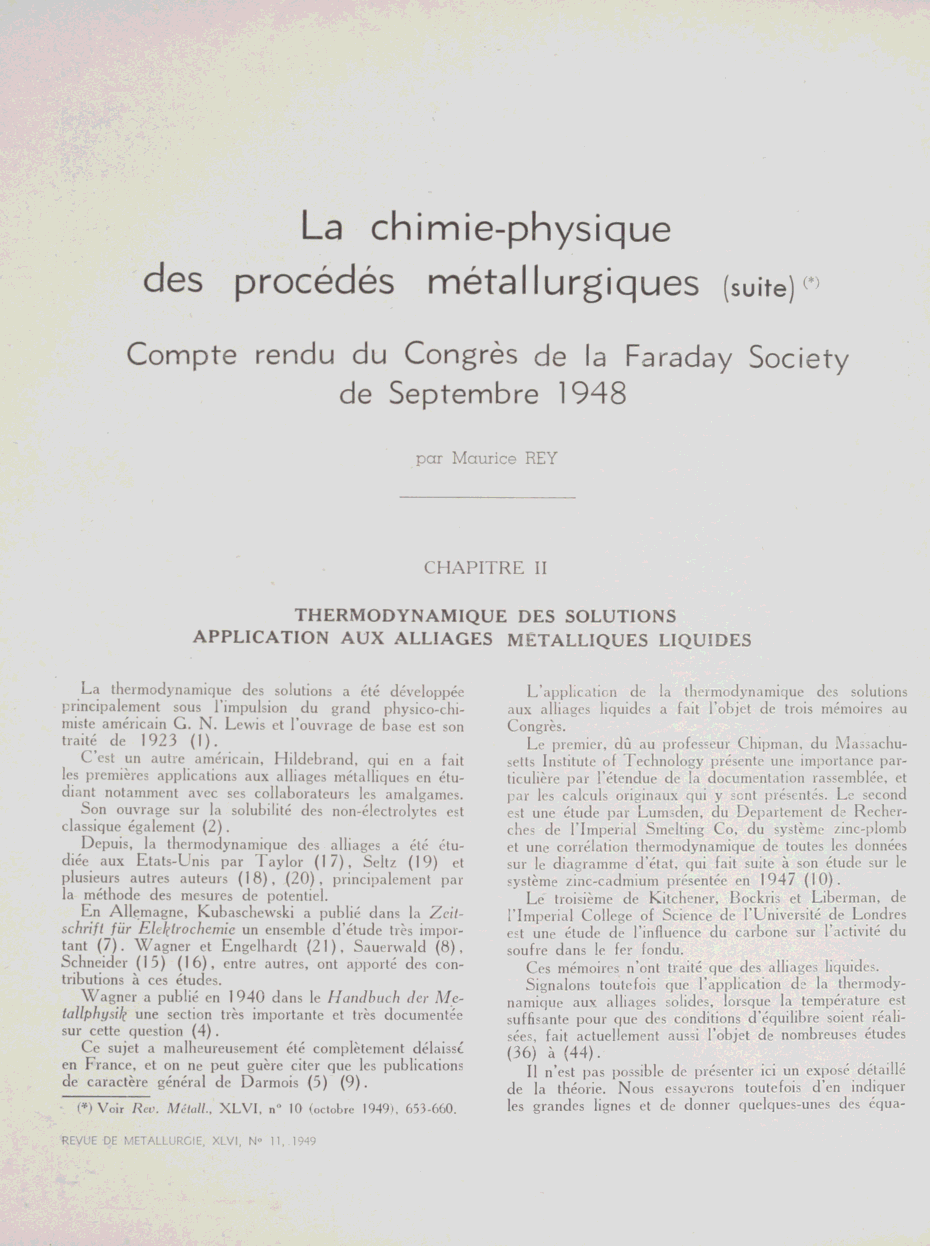 La chimie-physique
des procédés métallurgiques (suite) (*)
Compte rendu du Congrès de la Faraday Society
de Septembre 1948
par Maurice REY
CHAPITRE II
THERMODYNAMIQUE DES SOLUTIONS
APPLICATION AUX ALLIAGES MÉTALLIQUES LIQUIDES
La thermodynamique des solutions a été développée
principalement sous l'impulsion du grand physico-chi-
miste américain G. N. Lewis et l'ouvrage de base est son
traité de 1923 (1).
C'est un autre américain, Hildebrand, qui en a fait
les premières applications aux alliages métalliques en étu-
diant notamment avec ses collaborateurs les amalgames.
Son ouvrage sur la solubilité des non-électrolytes est
classique également (2).
Depuis, la thermodynamique des alliages a été étu-
diée aux Etats-Unis par Taylor (17), Seltz (19) et
plusieurs autres auteurs (18), (20), principalement par
la méthode des mesures de potentiel.
En Allemagne, Kubaschewski a publié dans la Zeit-
schrift für Elektrochemie un ensemble d'étude très impor-
tant (7). Wagner et Engelhardt (21), Sauerwald (8),
Schneider (15) (16), entre autres, ont apporté des con-
tributions à ces études.
Wagner a publié en 1940 dans le Handbuch der Me-
tallphysik une section très importante et très documentée
sur cette question (4).
Ce sujet a malheureusement été complètement délaissé
en France, et on ne peut guère citer que les publications
de caractère général de Darmois (5) (9).
(*) Voir Rev. Métall., XLVI, n° 10 (octobre 1949), 653-660.
REVUE DE METALLURGIE, XLVI, N° 11, 1949
L'application de la thermodynamique des solutions
aux alliages liquides a fait l'objet de trois mémoires au
Congrès.
Le premier, dû au professeur Chipman, du Massachu-
setts Institute of Technology présente une importance par-
ticulière par l'étendue de la documentation rassemblée, et
par les calculs originaux qui y sont présentés. Le second
est une étude par Lumsden, du Département de Recher-
ches de l'Imperial Smelting Co, du système zinc-plomb
et une corrélation thermodynamique de toutes les données
sur le diagramme d'état, qui fait suite à son étude sur le
système zinc-cadmium présentée en 1947 (10).
Le troisième de Kitchener, Bockris et Liberman, de
l'Imperial College of Science de l'Université de Londres
est une étude de l'influence du carbone sur l'activité du
soufre dans le fer fondu.
Ces mémoires n'ont traité que des alliages liquides.
Signalons toutefois que l'application de la thermody-
namique aux alliages solides, lorsque la température est
suffisante pour que des conditions d'équilibre soient réali-
sées, fait actuellement aussi l'objet de nombreuses études
(36) à (44).
Il n'est pas possible de présenter ici un exposé détaillé
de la théorie. Nous essayerons toutefois d'en indiquer
les grandes lignes et de donner quelques-unes des équa-